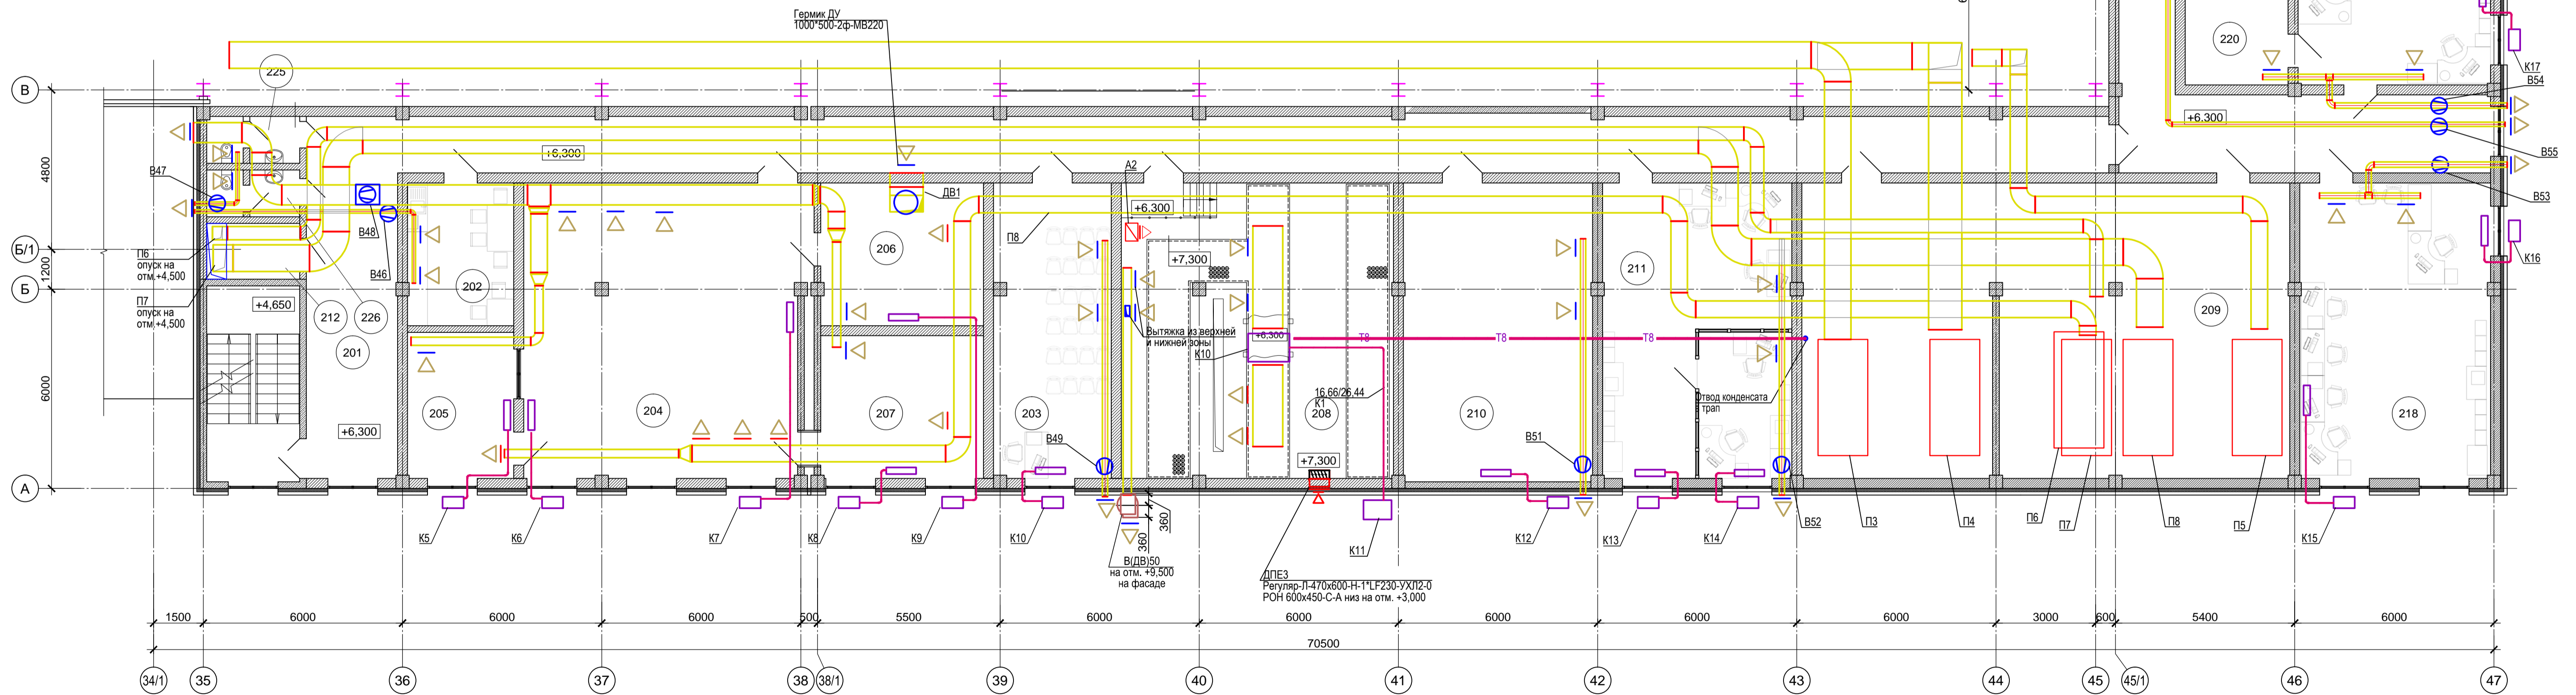 Гермик ДУ
1000*500-2ф-МВ220
225
220
К17
В54
+6.300
В
+6,300
А2
В55
4800
В47
ДВ1
+6.300
В53
П8
В48
206
211
Б/1
П6
опуск на
отм.+4,500
В46
+7,300
К16
1200
202
Б
П7
опуск на
отм.+4,500
+4,650
212
226
209
201
Вытяжка из верхней
и нижней зоны
+6,300
Т8
Т8
Т8
К10
6000
16,66/26,44
К1
Отвод конденсата
трап
205
204
207
203
208
210
218
+6,300
В49
В51
+7,300
А
360
360
К5
К6
К7
К8
К9
К10
К11
К12
К13
К14
В52
П3
П4
П6
П7
П8
П5
К15
В(ДВ)50
на отм. +9,500
на фасаде
ДПЕ3
Регуляр-Л-470х600-Н-1*LF230-УХЛ2-0
РОН 600х450-С-А низ на отм. +3,000
1500
6000
6000
6000
500
5500
6000
6000
6000
6000
6000
3000
600
5400
6000
70500
34/1
35
36
37
38
38/1
39
40
41
42
43
44
45
45/1
46
47